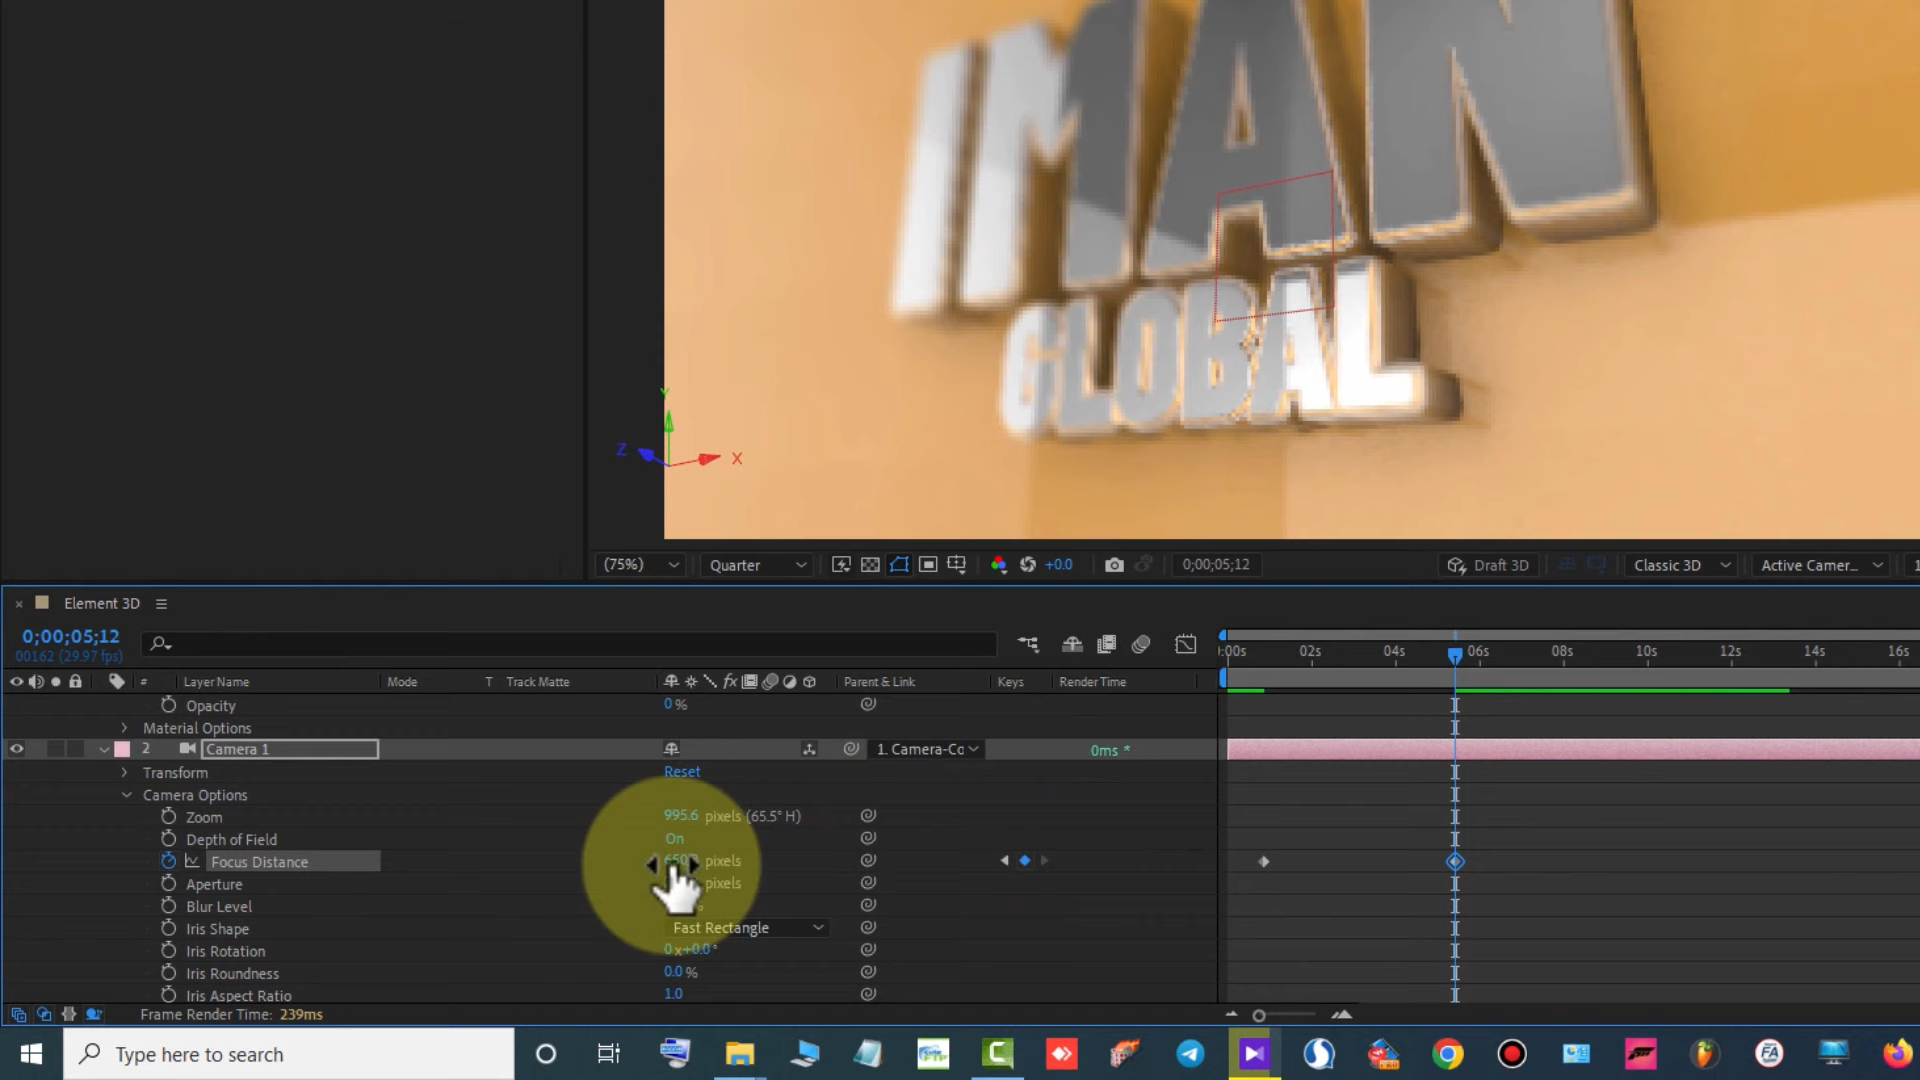 IMAN
GLOBAL
Y
Z
X
(75%)
Quarter
+0.0
0;00;05;12
Draft 3D
Classic 3D
Active Camer...
Element 3D
0;00;05;12
00162 (29.97 fps)
:00s 02s 04s 06s 08s 10s 12s 14s 16s
# Layer Name Mode T Track Matte Parent & Link Keys Render Time
Opacity 0 %
Material Options
2 Camera 1 1. Camera-Cc 0ms *
Transform Reset
Camera Options
Zoom 995.6 pixels (65.5° H)
Depth of Field On
Focus Distance pixels
Aperture pixels
Blur Level
Iris Shape Fast Rectangle
Iris Rotation 0 x+0.0°
Iris Roundness 0.0 %
Iris Aspect Ratio 1.0
Frame Render Time: 239ms
Type here to search